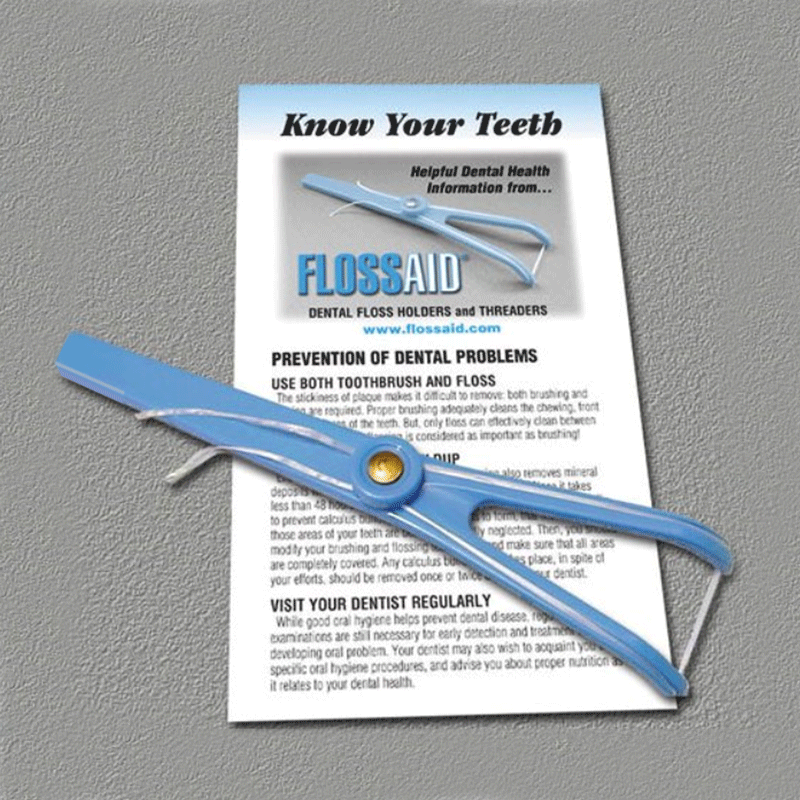 Know Your Teeth
Helpful Dental Health
Information from...
FLOSSAID®
DENTAL FLOSS HOLDERS and THREADERS
www.flossaid.com
PREVENTION OF DENTAL PROBLEMS
USE BOTH TOOTHBRUSH AND FLOSS
The stickiness of plaque makes it difficult to remove: both brushing and
are required. Proper brushing adequately cleans the chewing, front
of the teeth. But, only floss can effectively clean between
is considered as important as brushing!
also removes mineral
it takes
less than 48
to prevent calculus to form,
those areas of your teeth are neglected. Then, you
modify your brushing and flossing and make sure that all areas
are completely covered. Any calculus place, in spite of
your efforts, should be removed once or twice dentist.
VISIT YOUR DENTIST REGULARLY
While good oral hygiene helps prevent dental disease,
examinations are still necessary for early detection and
developing oral problem. Your dentist may also wish to acquaint
specific oral hygiene procedures, and advise you about proper nutrition as
it relates to your dental health.